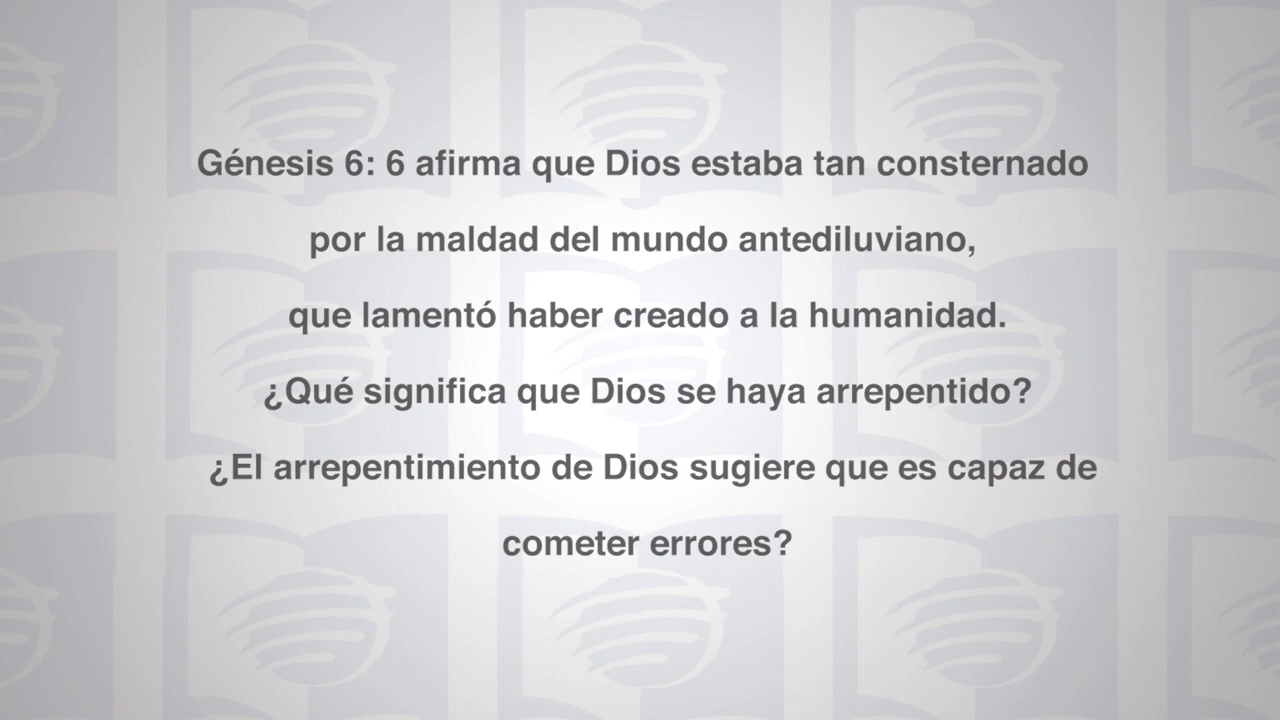 Génesis 6: 6 afirma que Dios estaba tan consternado
por la maldad del mundo antediluviano,
que lamentó haber creado a la humanidad.
¿Qué significa que Dios se haya arrepentido?
¿El arrepentimiento de Dios sugiere que es capaz de
cometer errores?